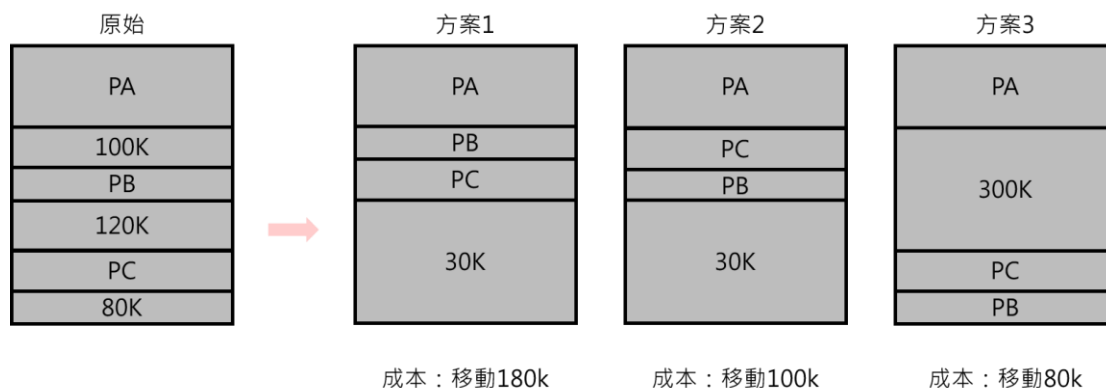 原始
PA
100K
PB
120K
PC
80K
方案1
PA
PB
PC
30K
成本：移動180k
方案2
PA
PC
PB
30K
成本：移動100k
方案3
PA
300K
PC
PB
成本：移動80k